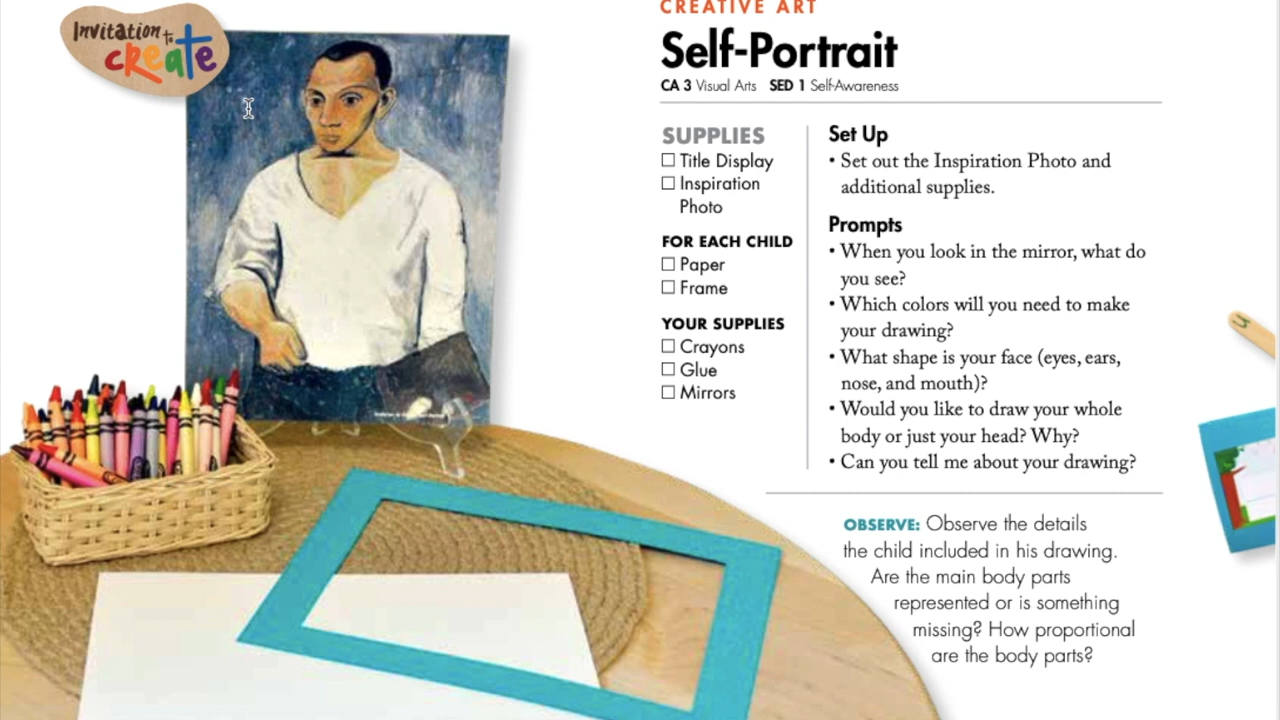 Invitation to
create
CREATIVE ART
Self-Portrait
CA 3 Visual Arts SED 1 Self-Awareness
SUPPLIES
☐ Title Display
☐ Inspiration
Photo
FOR EACH CHILD
☐ Paper
☐ Frame
YOUR SUPPLIES
☐ Crayons
☐ Glue
☐ Mirrors
Set Up
• Set out the Inspiration Photo and
additional supplies.
Prompts
• When you look in the mirror, what do
you see?
• Which colors will you need to make
your drawing?
• What shape is your face (eyes, ears,
nose, and mouth)?
• Would you like to draw your whole
body or just your head? Why?
• Can you tell me about your drawing?
OBSERVE: Observe the details
the child included in his drawing.
Are the main body parts
represented or is something
missing? How proportional
are the body parts?